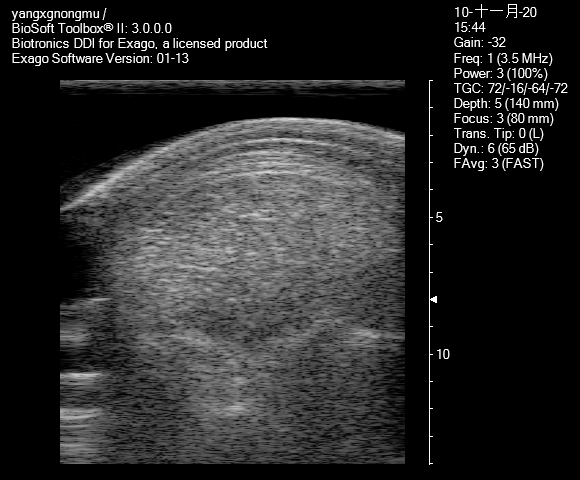 yangxgnongmu /
BioSoft Toolbox® II: 3.0.0.0
Biotronics DDI for Exago, a licensed product
Exago Software Version: 01-13
10-十一月-20
15:44
Gain: -32
Freq: 1 (3.5 MHz)
Power: 3 (100%)
TGC: 72/-16/-64/-72
Depth: 5 (140 mm)
Focus: 3 (80 mm)
Trans. Tip: 0 (L)
Dyn.: 6 (65 dB)
FAvg: 3 (FAST)
5
10